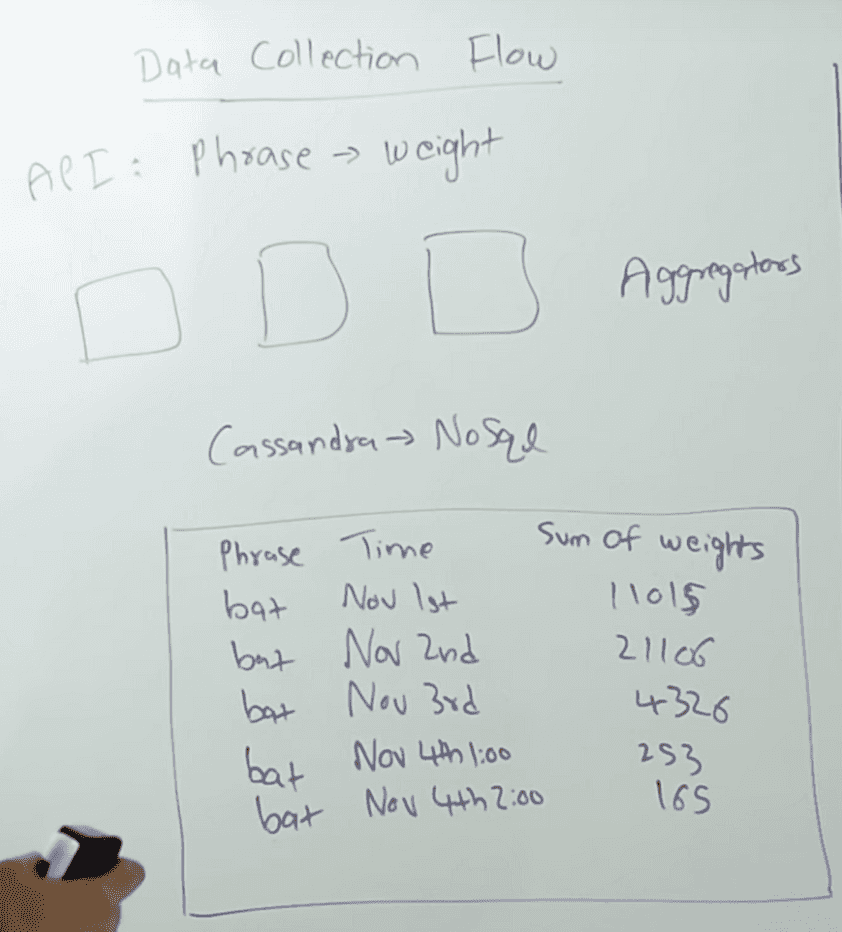 Data Collection Flow
API: Phrase → weight
Aggregators
Cassandra → NoSql
Phrase Time Sum of weights
bat Nov 1st 11015
bat Nov 2nd 21106
bat Nov 3rd 4326
bat Nov 4th 1:00 253
bat Nov 4th 2:00 165